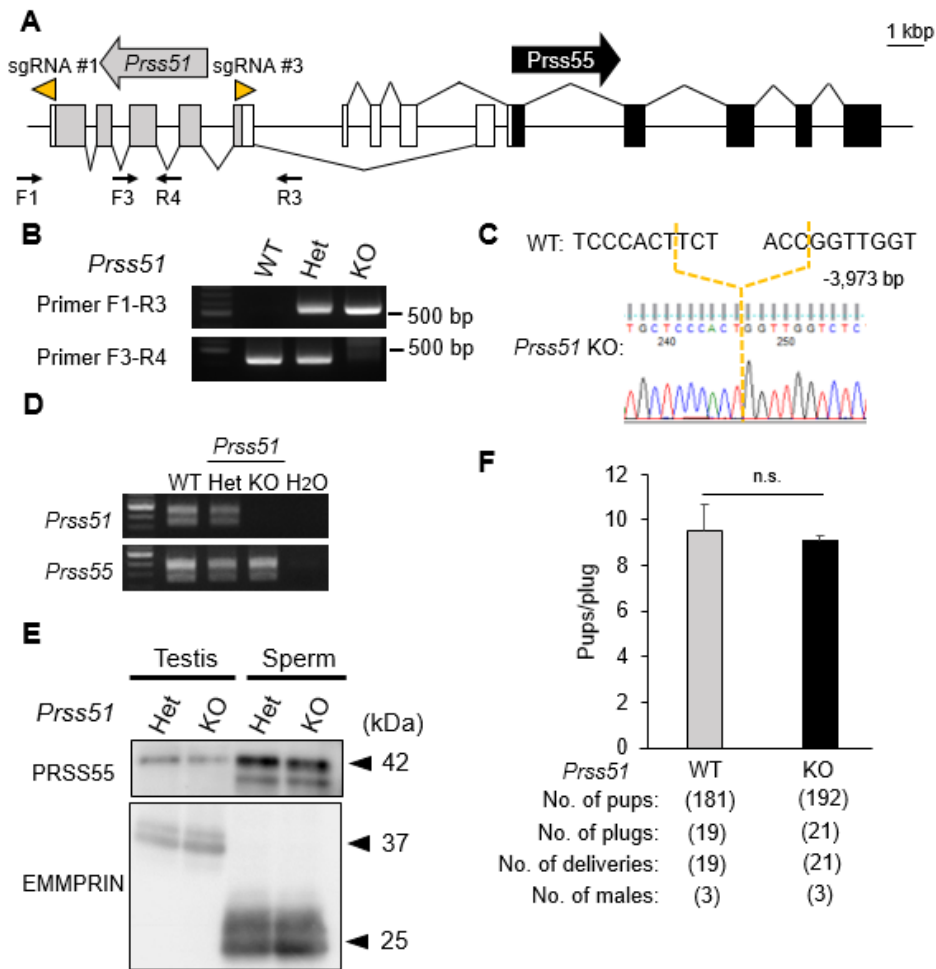 A
1 kbp
sgRNA #1
Prss51
sgRNA #3
Prss55
F1
F3
R4
R3
B
Prss51
WT
Het
KO
Primer F1-R3
500 bp
Primer F3-R4
500 bp
C
WT: TCCCACTTCT ACCGGTTGGT
-3,973 bp
TGCTCCCACTGGTTGGTCTC
240
250
Prss51 KO:
D
Prss51
WT Het KO H2O
Prss51
Prss55
E
Testis
Sperm
Prss51
Het
KO
Het
KO
(kDa)
PRSS55
42
37
EMMPRIN
25
F
n.s.
Pups/plug
12
10
8
6
4
2
0
Prss51 WT KO
No. of pups: (181) (192)
No. of plugs: (19) (21)
No. of deliveries: (19) (21)
No. of males: (3) (3)